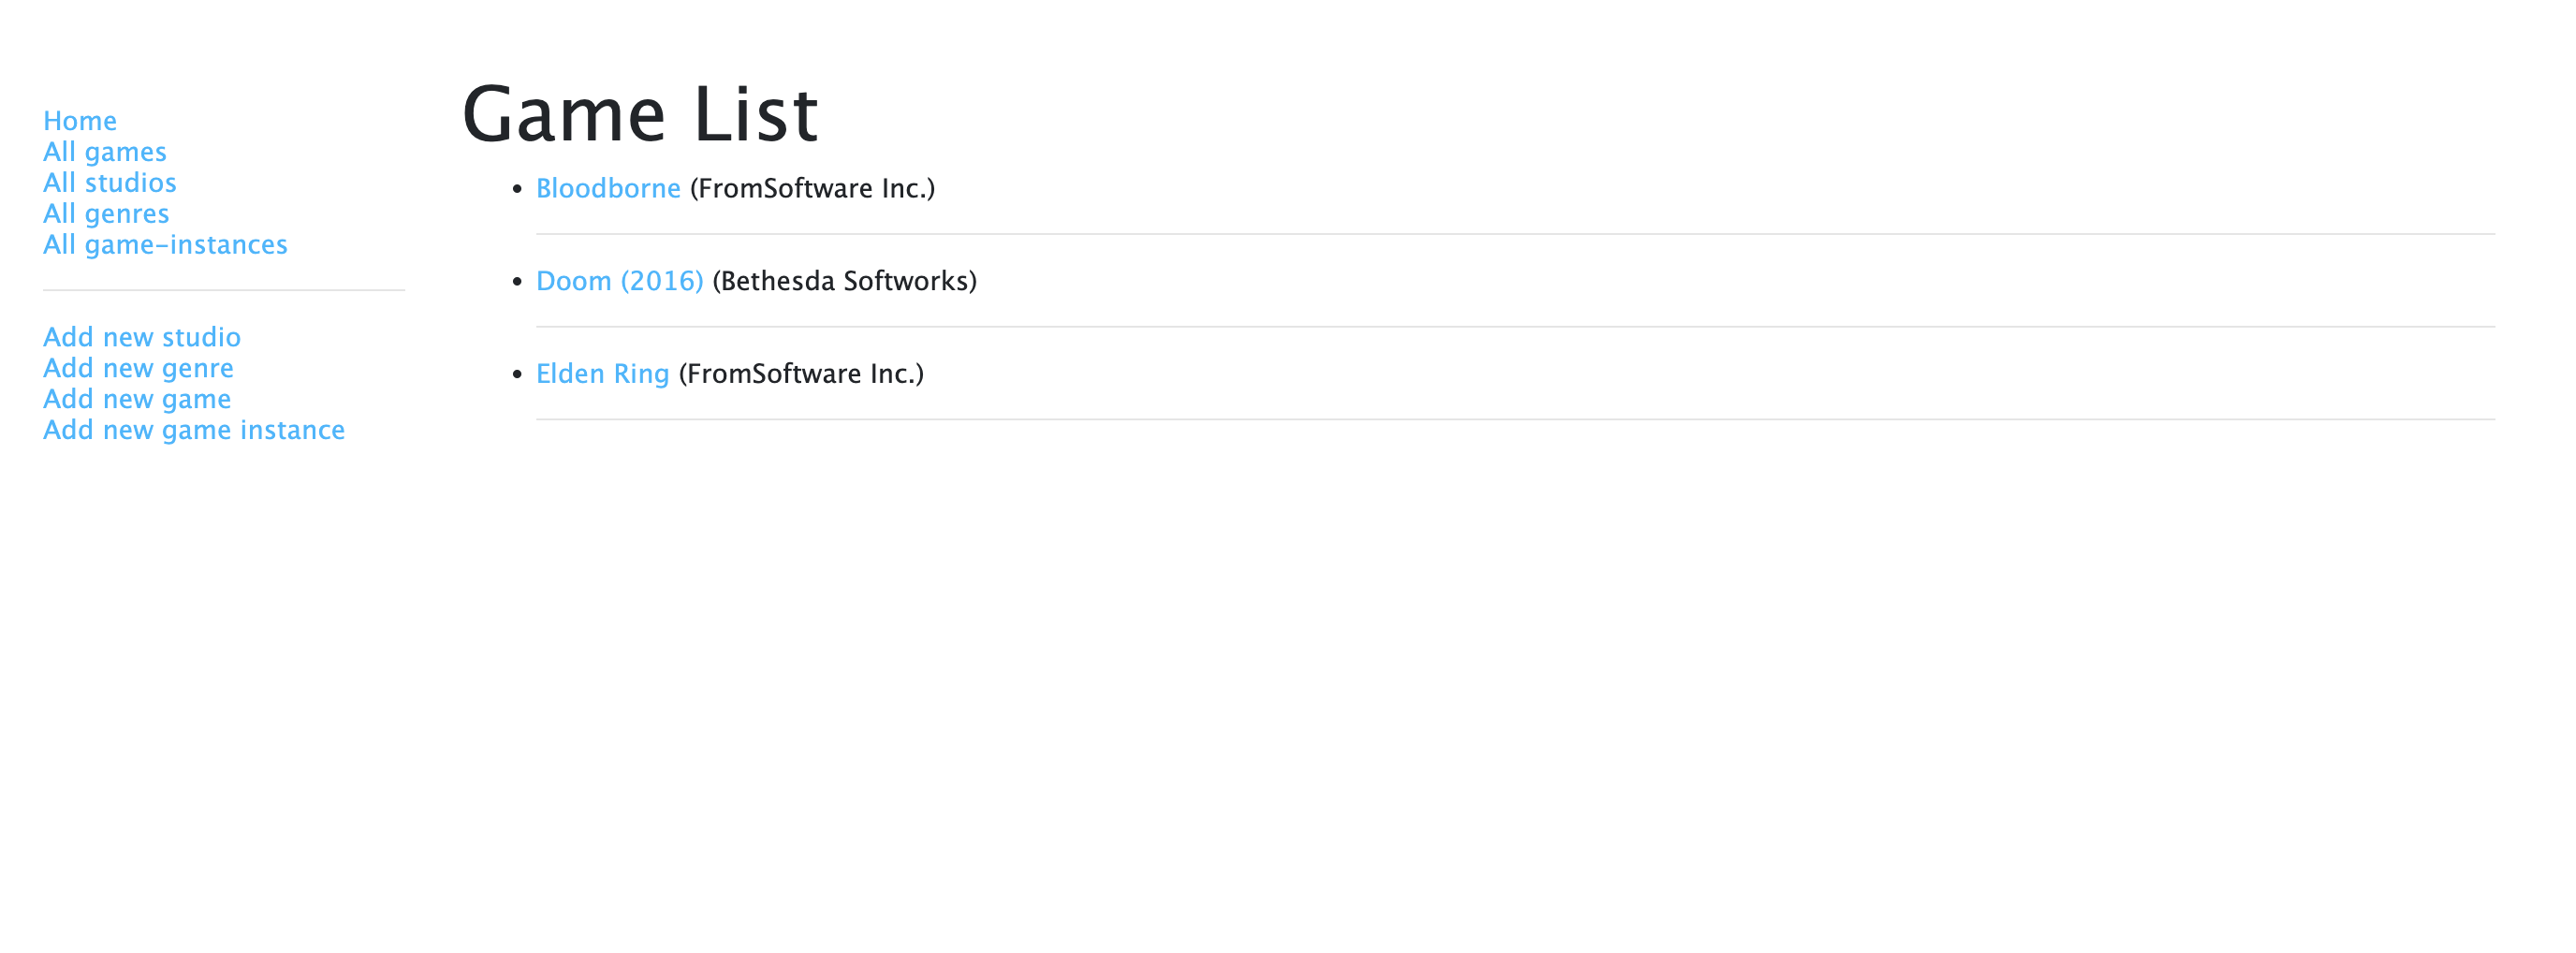 Home
All games
All studios
All genres
All game-instances
Add new studio
Add new genre
Add new game
Add new game instance
Game List
Bloodborne (FromSoftware Inc.)
Doom (2016) (Bethesda Softworks)
Elden Ring (FromSoftware Inc.)